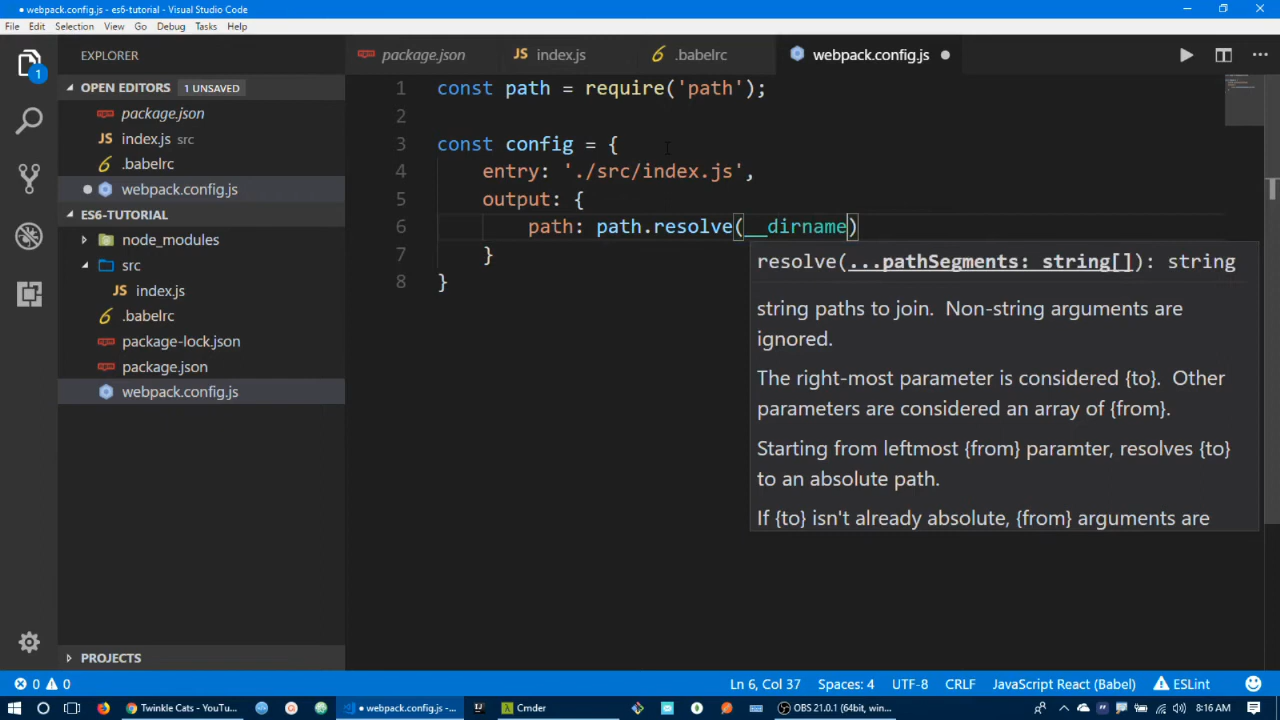 webpack.config.js - es6-tutorial - Visual Studio Code
File Edit Selection View Go Debug Tasks Help
EXPLORER
package.json
JS index.js
.babelrc
webpack.config.js
1
OPEN EDITORS 1 UNSAVED
package.json
JS index.js src
.babelrc
webpack.config.js
ES6-TUTORIAL
node_modules
src
JS index.js
.babelrc
package-lock.json
package.json
webpack.config.js
PROJECTS
1 const path = require('path');
2
3 const config = {
4 entry: './src/index.js',
5 output: {
6 path: path.resolve(__dirname)
7 }
8 }
resolve(...pathSegments: string[]): string
string paths to join. Non-string arguments are
ignored.
The right-most parameter is considered {to}. Other
parameters are considered an array of {from}.
Starting from leftmost {from} paramter, resolves {to}
to an absolute path.
If {to} isn't already absolute, {from} arguments are
0 0 Ln 6, Col 37 Spaces: 4 UTF-8 CRLF JavaScript React (Babel) ESLint
Twinkle Cats - YouTu... webpack.config.js -... Cmder OBS 21.0.1 (64bit, win... 8:16 AM